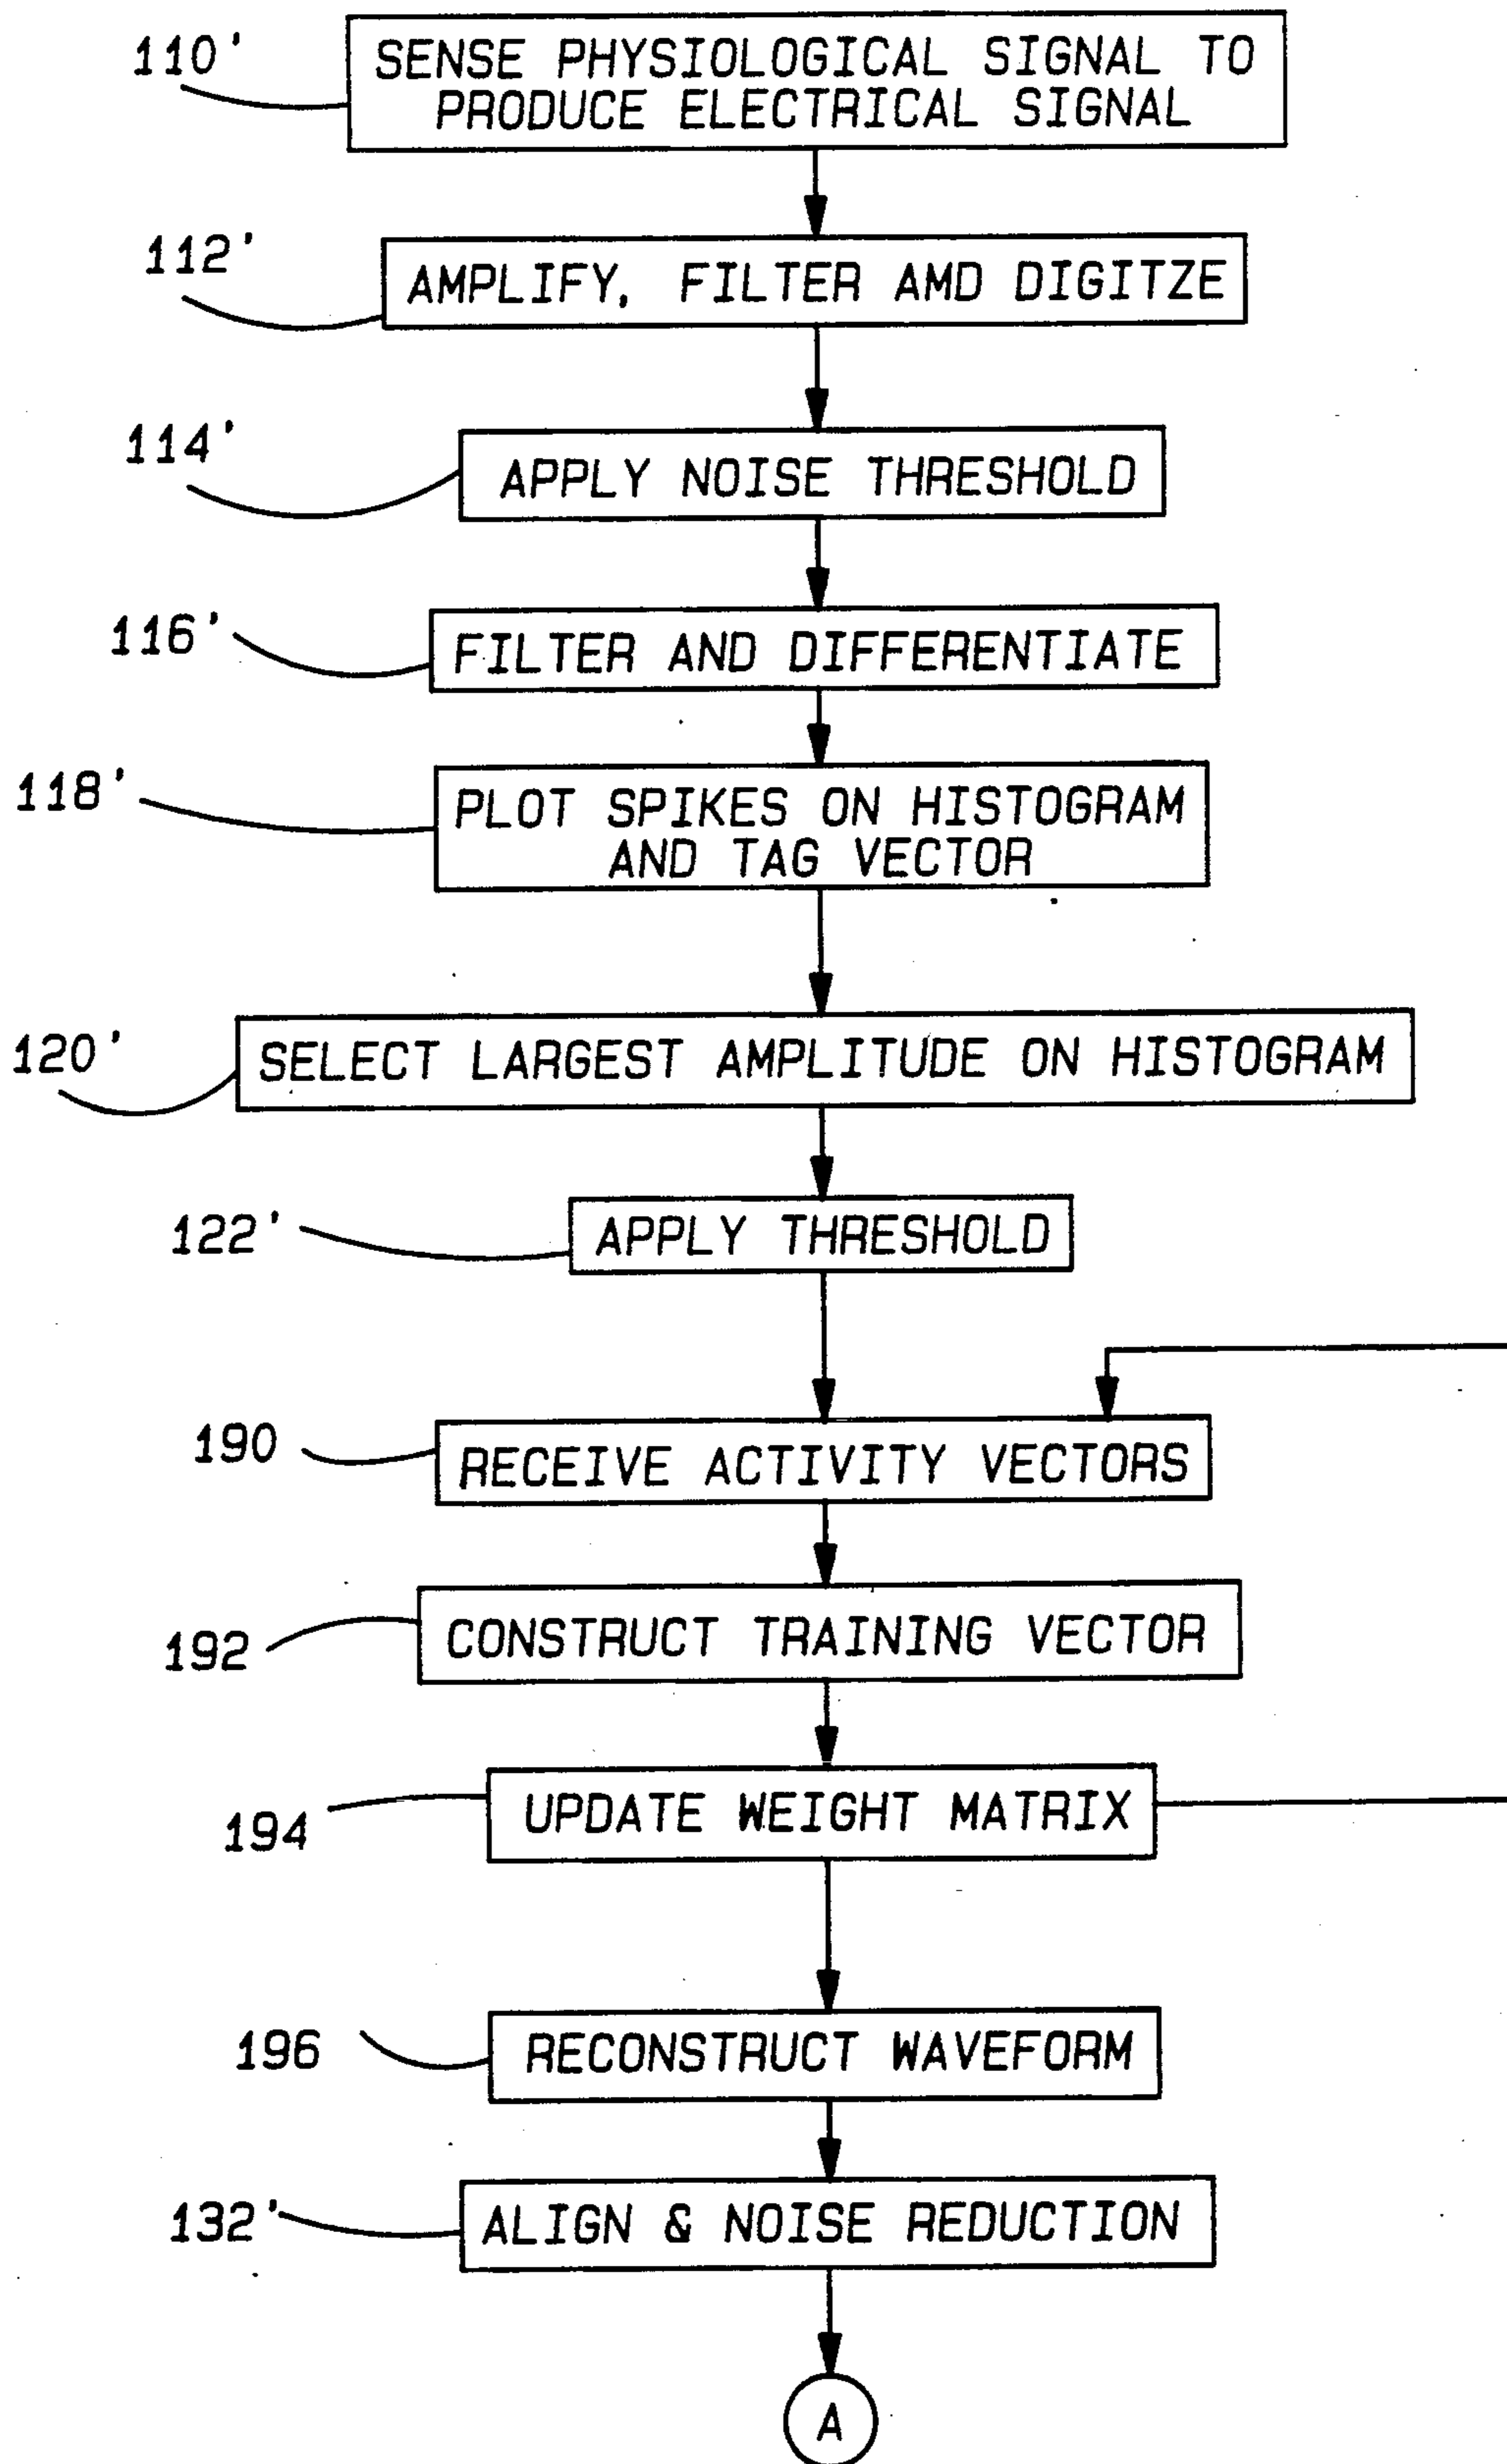 110'
SENSE PHYSIOLOGICAL SIGNAL TO
PRODUCE ELECTRICAL SIGNAL
112'
AMPLIFY, FILTER AMD DIGITZE
114'
APPLY NOISE THRESHOLD
116'
FILTER AND DIFFERENTIATE
118'
PLOT SPIKES ON HISTOGRAM
AND TAG VECTOR
120'
SELECT LARGEST AMPLITUDE ON HISTOGRAM
122'
APPLY THRESHOLD
190
RECEIVE ACTIVITY VECTORS
192
CONSTRUCT TRAINING VECTOR
194
UPDATE WEIGHT MATRIX
196
RECONSTRUCT WAVEFORM
132'
ALIGN & NOISE REDUCTION
A